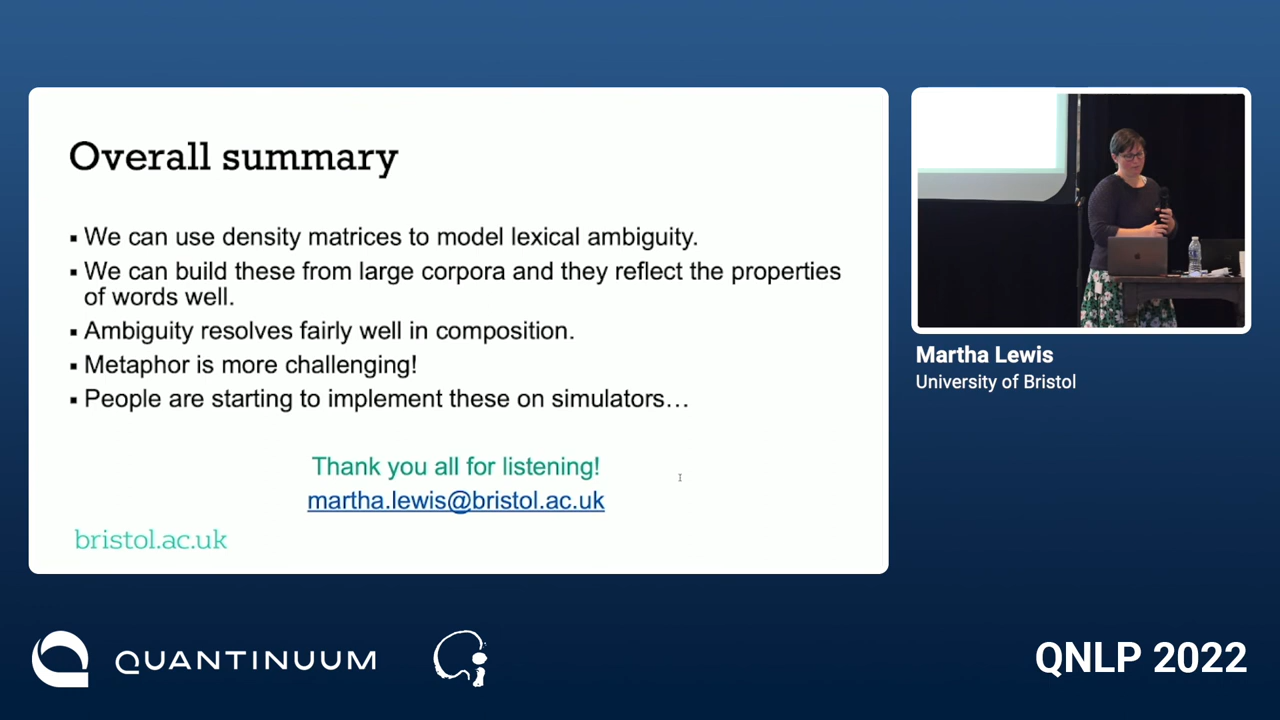 Overall summary
▪ We can use density matrices to model lexical ambiguity.
▪ We can build these from large corpora and they reflect the properties
of words well.
▪ Ambiguity resolves fairly well in composition.
▪ Metaphor is more challenging!
▪ People are starting to implement these on simulators…
Thank you all for listening!
martha.lewis@bristol.ac.uk
bristol.ac.uk
Martha Lewis
University of Bristol
QUANTINUUM
QNLP 2022